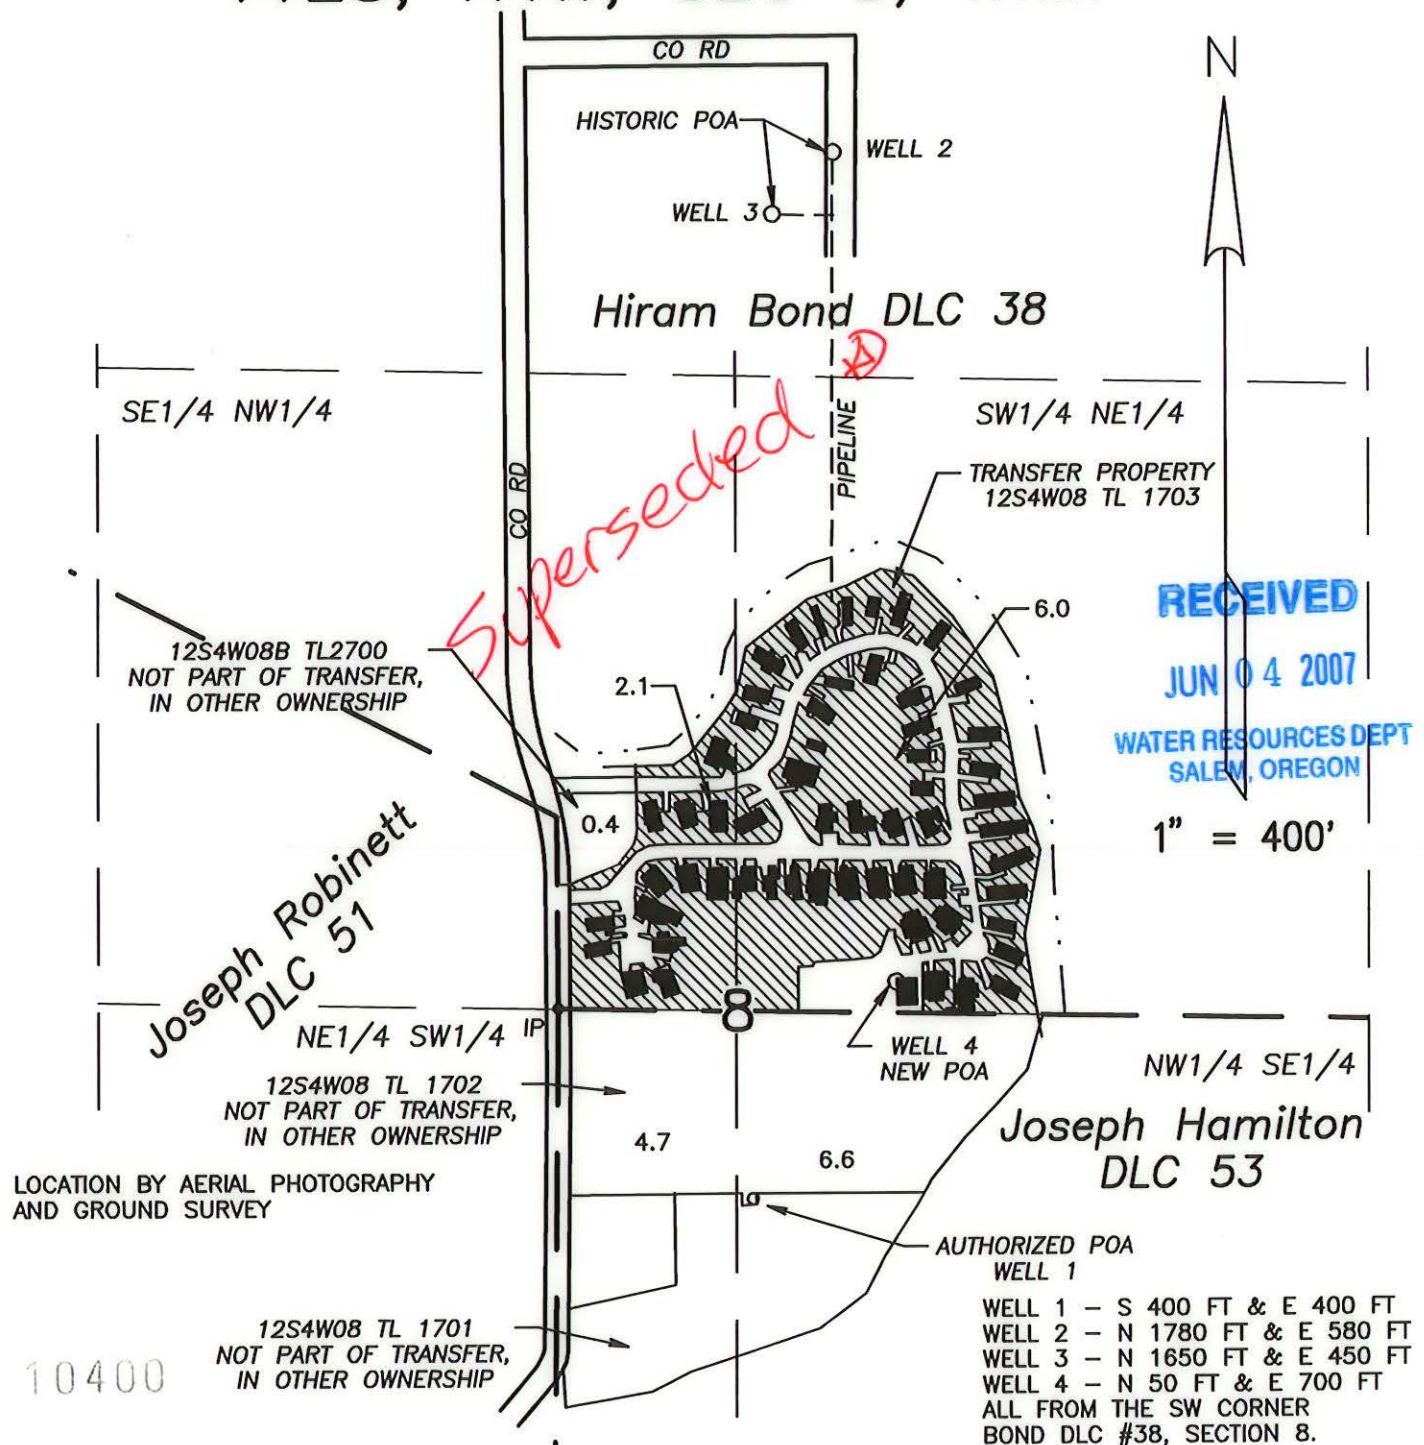 CO RD
N
HISTORIC POA
WELL 2
WELL 3
Hiram Bond DLC 38
SE1/4 NW1/4
SW1/4 NE1/4
Superseded
PIPELINE
TRANSFER PROPERTY
12S4W08 TL 1703
CO RD
RECEIVED
JUN 04 2007
WATER RESOURCES DEPT
SALEM, OREGON
6.0
12S4W08B TL2700
NOT PART OF TRANSFER,
IN OTHER OWNERSHIP
2.1
0.4
1" = 400'
Joseph Robinett
DLC 51
8
NE1/4 SW1/4
IP
WELL 4
NEW POA
NW1/4 SE1/4
12S4W08 TL 1702
NOT PART OF TRANSFER,
IN OTHER OWNERSHIP
4.7
6.6
Joseph Hamilton
DLC 53
LOCATION BY AERIAL PHOTOGRAPHY
AND GROUND SURVEY
AUTHORIZED POA
WELL 1
12S4W08 TL 1701
NOT PART OF TRANSFER,
IN OTHER OWNERSHIP
10400
WELL 1 – S 400 FT & E 400 FT
WELL 2 – N 1780 FT & E 580 FT
WELL 3 – N 1650 FT & E 450 FT
WELL 4 – N 50 FT & E 700 FT
ALL FROM THE SW CORNER
BOND DLC #38, SECTION 8.